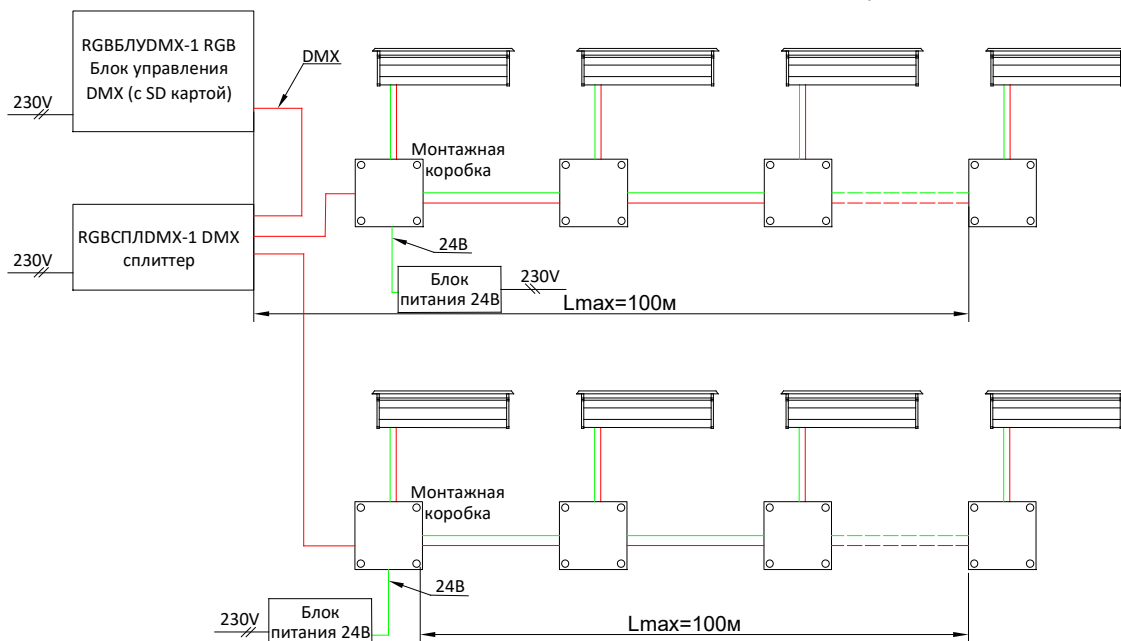 RGBБЛУDMX-1 RGB
Блок управления
DMX (с SD картой)
230V
DMX
Монтажная
коробка
RGBСПЛDMX-1 DMX
сплиттер
230V
24В
Блок
питания 24В
230V
Lmax=100м
Монтажная
коробка
24В
Блок
питания 24В
230V
Lmax=100м